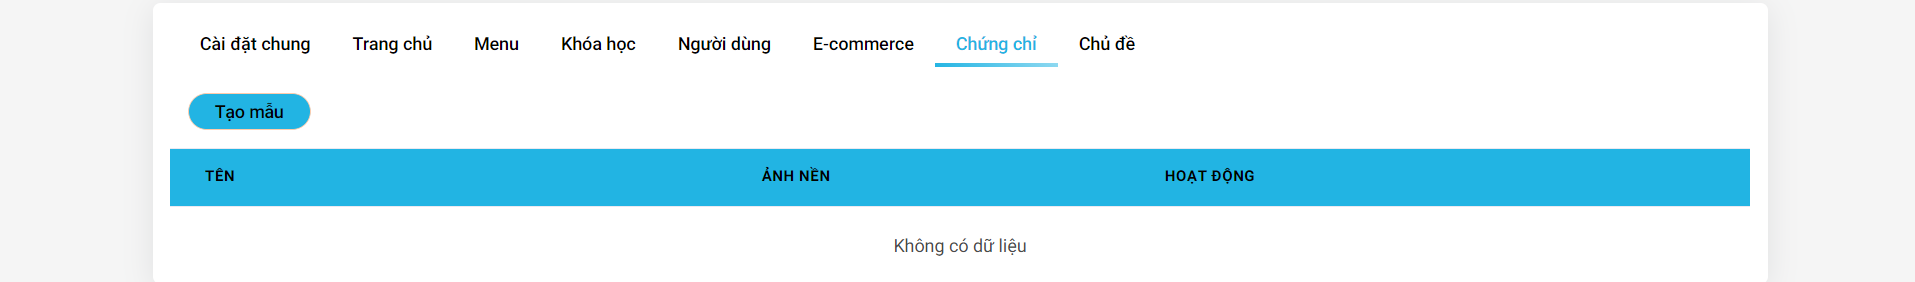 Cài đặt chung Trang chủ Menu Khóa học Người dùng E-commerce Chứng chỉ Chủ đề
Tạo mẫu
TÊN ẢNH NỀN HOẠT ĐỘNG
Không có dữ liệu